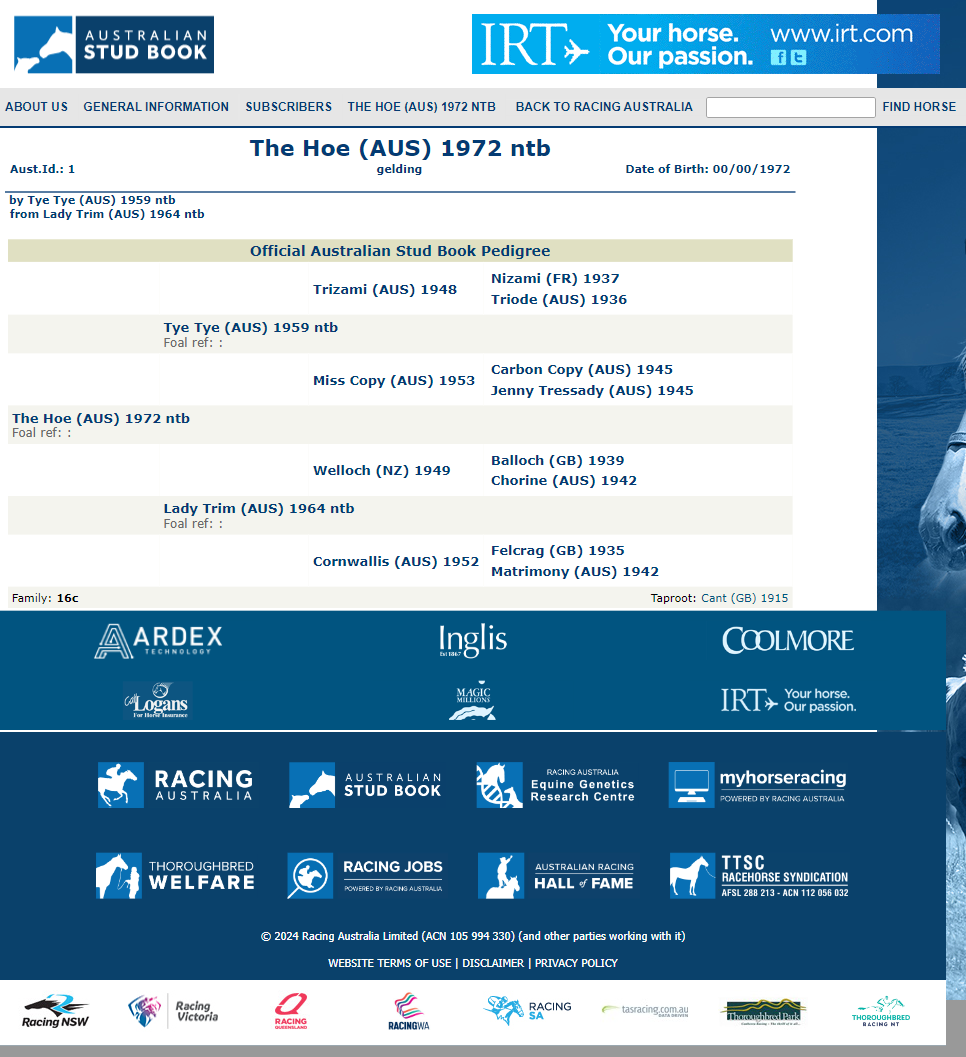 AUSTRALIAN
STUD BOOK
IRT
Your horse.
Our passion.
www.irt.com
ABOUT US GENERAL INFORMATION SUBSCRIBERS THE HOE (AUS) 1972 NTB BACK TO RACING AUSTRALIA FIND HORSE
The Hoe (AUS) 1972 ntb
Aust.Id.: 1 gelding Date of Birth: 00/00/1972
by Tye Tye (AUS) 1959 ntb
from Lady Trim (AUS) 1964 ntb
Official Australian Stud Book Pedigree
Nizami (FR) 1937
Trizami (AUS) 1948
Triode (AUS) 1936
Tye Tye (AUS) 1959 ntb
Foal ref: :
Carbon Copy (AUS) 1945
Miss Copy (AUS) 1953
Jenny Tressady (AUS) 1945
The Hoe (AUS) 1972 ntb
Foal ref: :
Balloch (GB) 1939
Welloch (NZ) 1949
Chorine (AUS) 1942
Lady Trim (AUS) 1964 ntb
Foal ref: :
Felcrag (GB) 1935
Cornwallis (AUS) 1952
Matrimony (AUS) 1942
Family: 16c Taproot: Cant (GB) 1915
ARDEX
TECHNOLOGY
Inglis
Est 1867
COOLMORE
Logans
For Horse Insurance
MAGIC
MILLIONS
IRT
Your horse.
Our passion.
RACING
AUSTRALIA
AUSTRALIAN
STUD BOOK
RACING AUSTRALIA
Equine Genetics
Research Centre
myhorseracing
POWERED BY RACING AUSTRALIA
THOROUGHBRED
WELFARE
RACING JOBS
POWERED BY RACING AUSTRALIA
AUSTRALIAN RACING
HALL of FAME
TTSC
RACEHORSE SYNDICATION
AFSL 288 213 - ACN 112 056 032
© 2024 Racing Australia Limited (ACN 105 994 330) (and other parties working with it)
WEBSITE TERMS OF USE | DISCLAIMER | PRIVACY POLICY
Racing NSW
Racing
Victoria
RACING
QUEENSLAND
RACINGWA
RACING
SA
tasracing.com.au
DATA DRIVEN
Thoroughbred Park
THOROUGHBRED
RACING NT